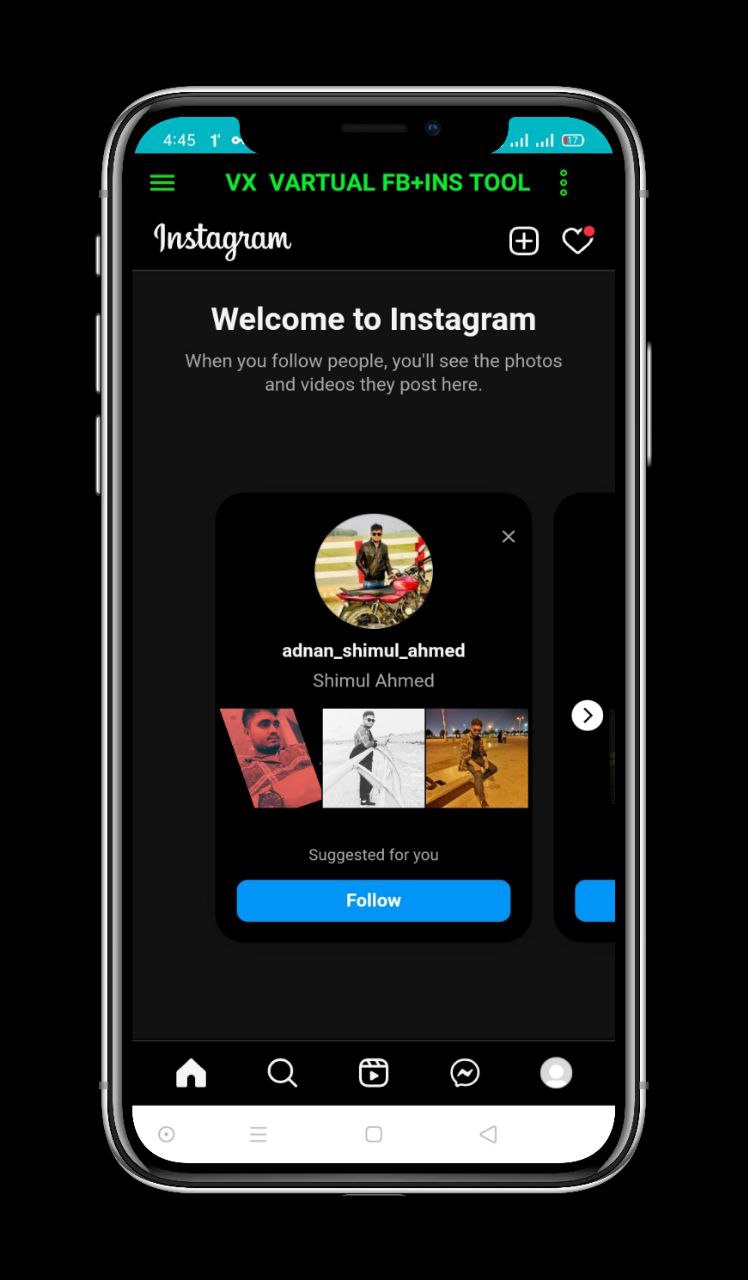 4:45
VX VARTUAL FB+INS TOOL
Instagram
Welcome to Instagram
When you follow people, you'll see the photos
and videos they post here.
adnan_shimul_ahmed
Shimul Ahmed
Suggested for you
Follow